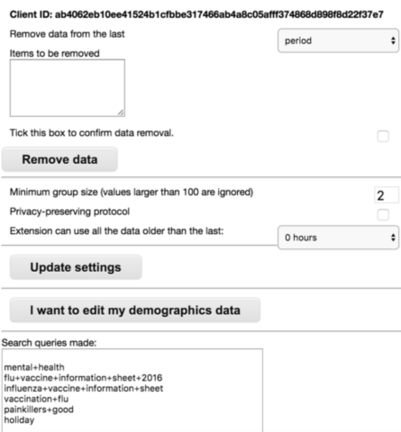 Client ID: ab4062eb10ee41524b1cfbbe317466ab4a8c05afff374868d898f8d22f37e7
Remove data from the last
period
Items to be removed
Tick this box to confirm data removal.
Remove data
Minimum group size (values larger than 100 are ignored)
2
Privacy-preserving protocol
Extension can use all the data older than the last:
0 hours
Update settings
I want to edit my demographics data
Search queries made:
mental+health
flu+vaccine+information+sheet+2016
influenza+vaccine+information+sheet
vaccination+flu
painkillers+good
holiday